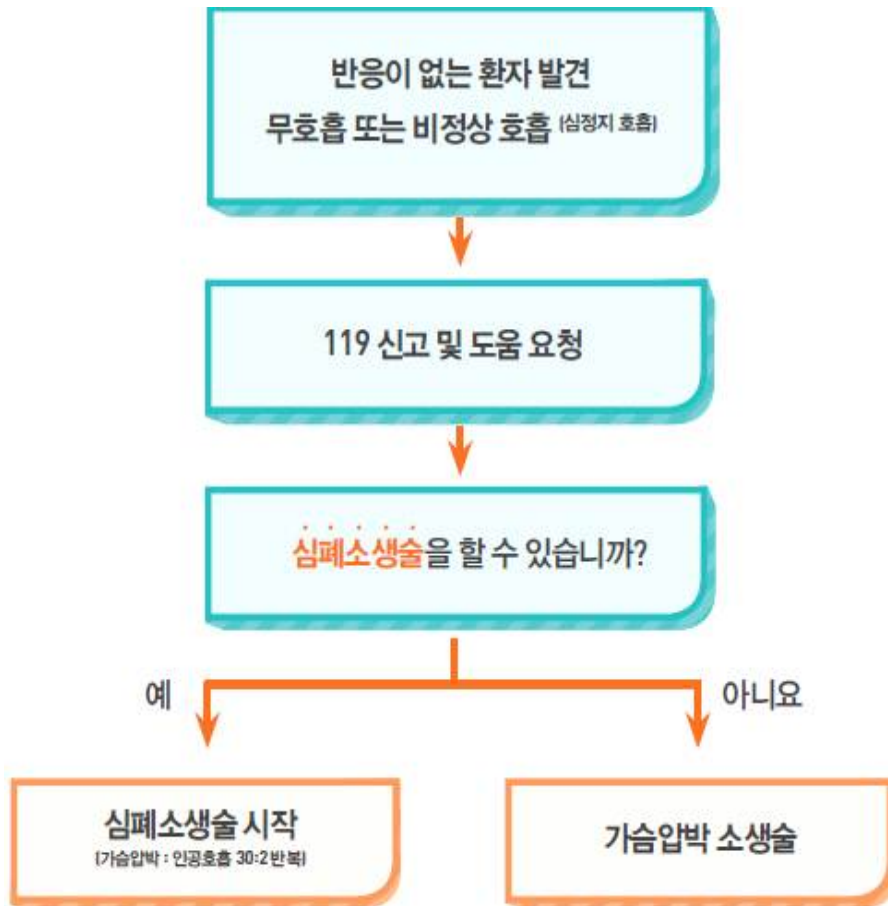 반응이 없는 환자 발견
무호흡 또는 비정상 호흡 (심정지 호흡)
119 신고 및 도움 요청
심폐소생술을 할 수 있습니까?
예
아니요
심폐소생술 시작
(가슴압박 : 인공호흡 30:2 반복)
가슴압박 소생술